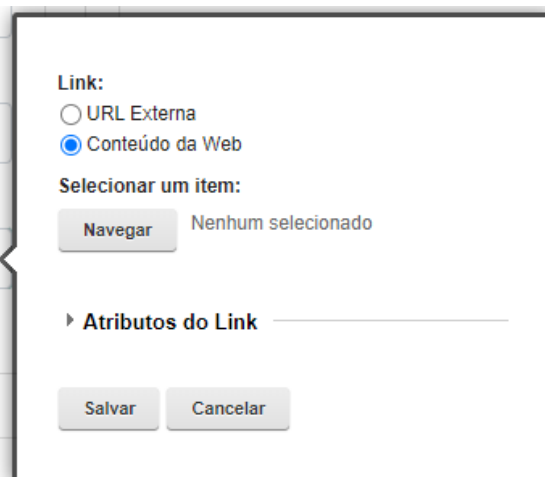 Link:
URL Externa
Conteúdo da Web
Selecionar um item:
Navegar Nenhum selecionado
Atributos do Link
Salvar Cancelar